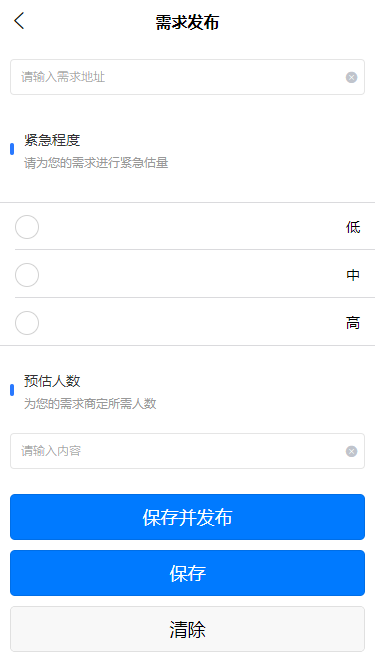 需求发布
请输入需求地址
紧急程度
请为您的需求进行紧急估量
低
中
高
预估人数
为您的需求商定所需人数
请输入内容
保存并发布
保存
清除